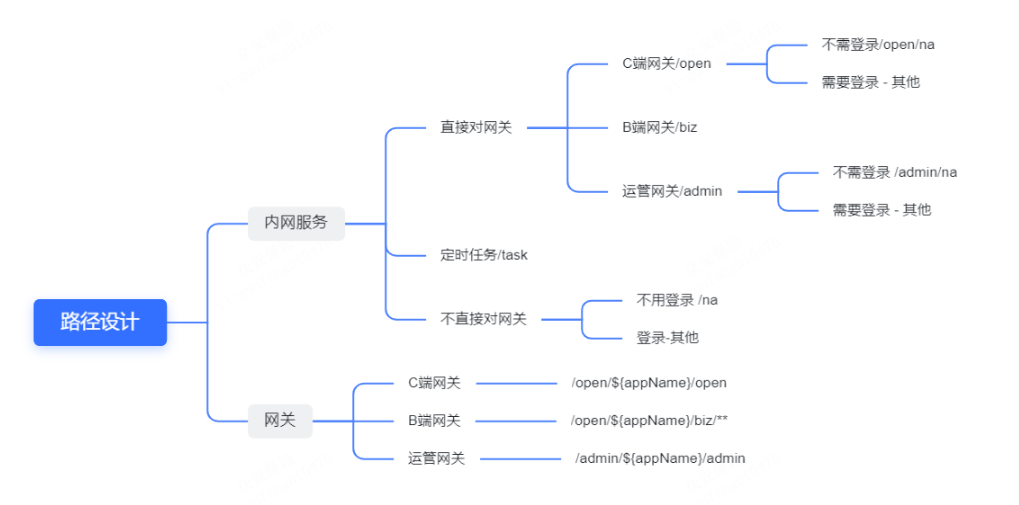 路径设计
内网服务
直接对网关
C端网关/open
不需登录/open/na
需要登录 - 其他
B端网关/biz
运管网关/admin
不需登录 /admin/na
需要登录 - 其他
定时任务/task
不直接对网关
不用登录 /na
登录-其他
网关
C端网关
/open/${appName}/open
B端网关
/open/${appName}/biz/**
运管网关
/admin/${appName}/admin